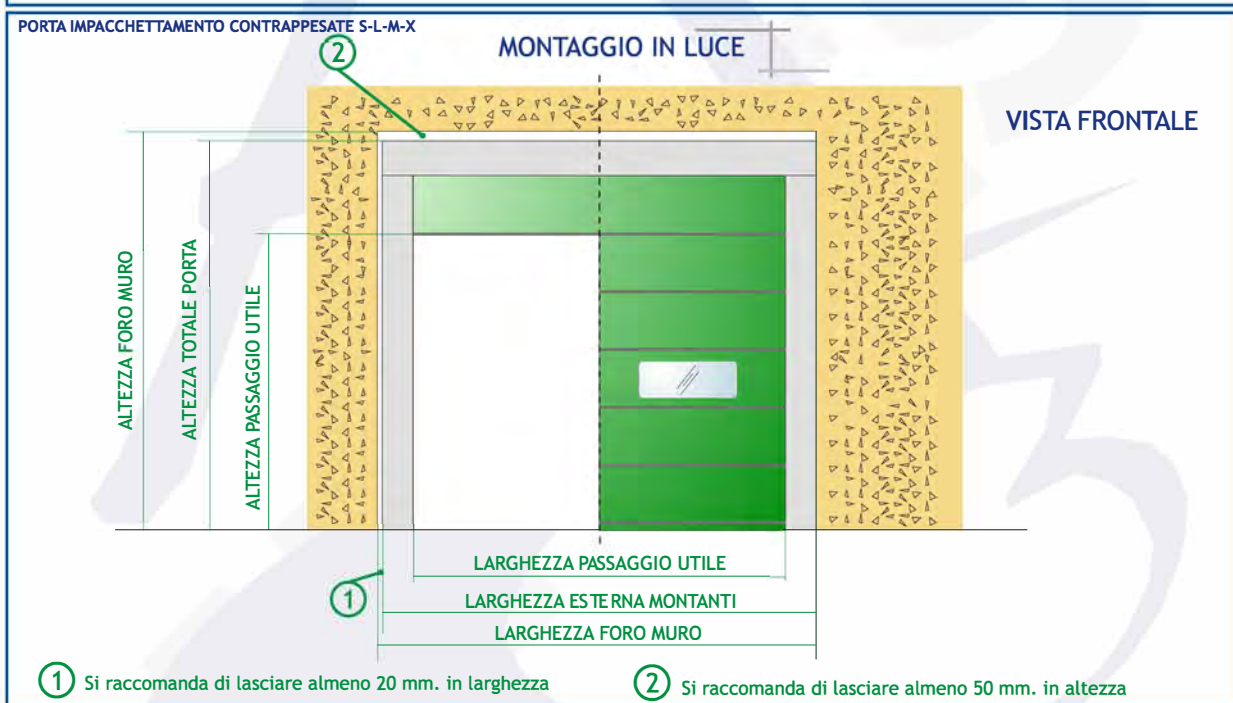 PORTA IMPACCHETTAMENTO CONTRAPPESATE S-L-M-X
MONTAGGIO IN LUCE
2
VISTA FRONTALE
ALTEZZA FORO MURO
ALTEZZA TOTALE PORTA
ALTEZZA PASSAGGIO UTILE
LARGHEZZA PASSAGGIO UTILE
1
LARGHEZZA ESTERNA MONTANTI
LARGHEZZA FORO MURO
1 Si raccomanda di lasciare almeno 20 mm. in larghezza
2 Si raccomanda di lasciare almeno 50 mm. in altezza